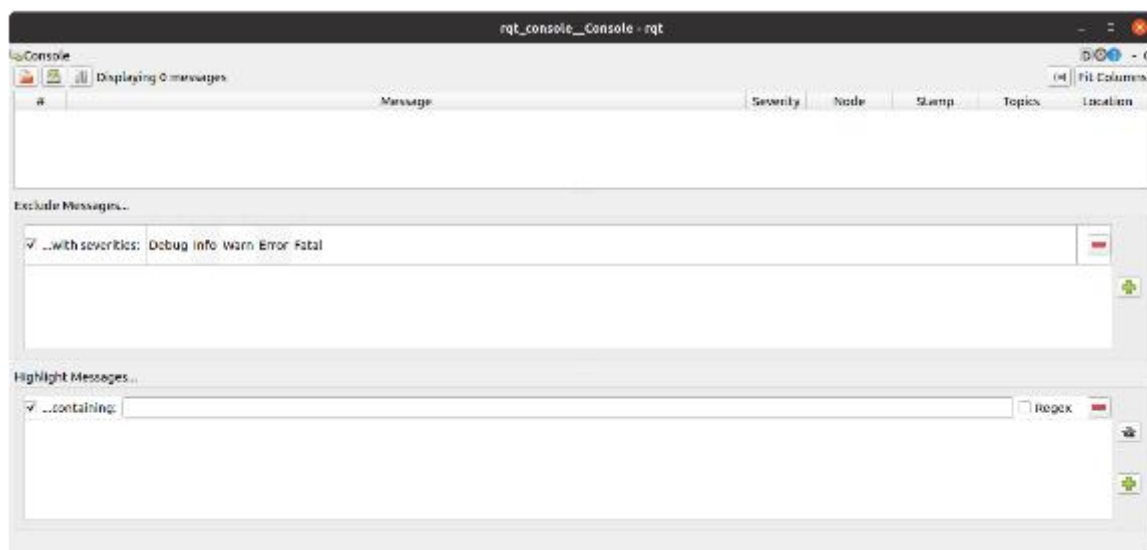 rqt_console__Console - rqt
Console
Displaying 0 messages
Fit Columns
# Message Severity Node Stamp Topics Location
Exclude Messages...
...with severities: Debug Info Warn Error Fatal
Highlight Messages...
...containing: Regex